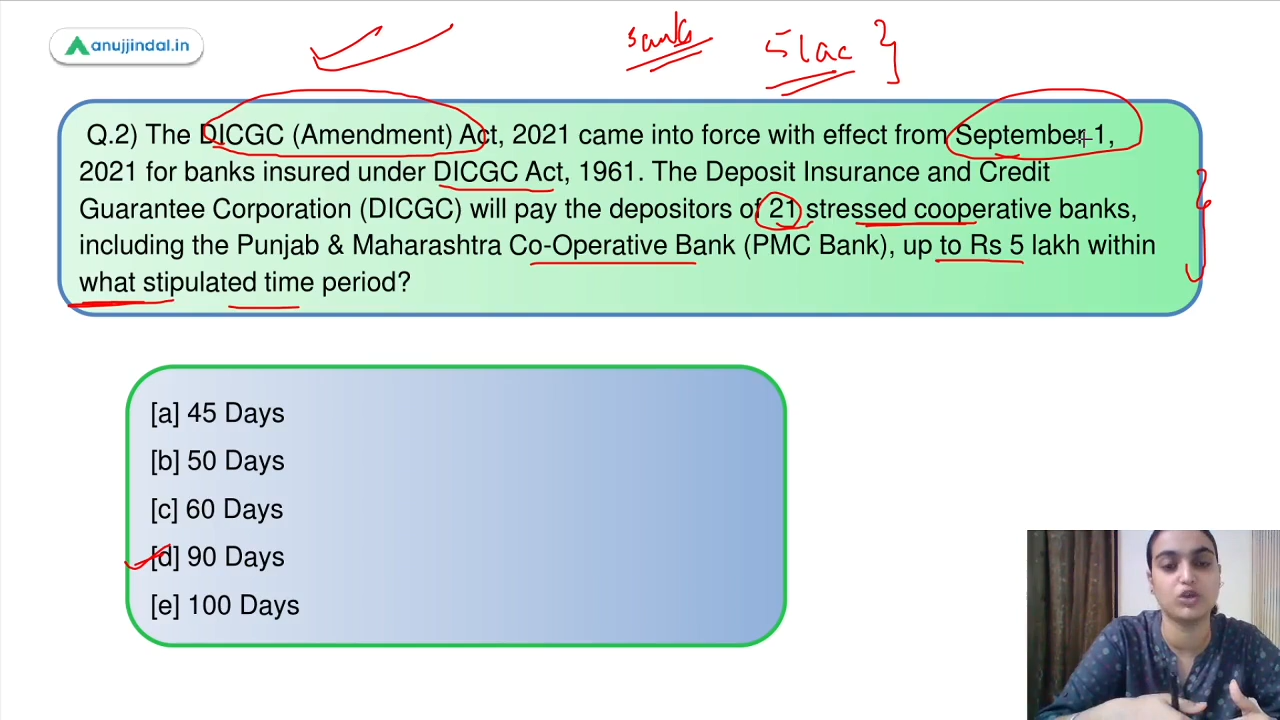 anujjindal.in
banks
5 lac }
Q.2) The DICGC (Amendment) Act, 2021 came into force with effect from September 1,
2021 for banks insured under DICGC Act, 1961. The Deposit Insurance and Credit
Guarantee Corporation (DICGC) will pay the depositors of 21 stressed cooperative banks,
including the Punjab & Maharashtra Co-Operative Bank (PMC Bank), up to Rs 5 lakh within
what stipulated time period?
[a] 45 Days
[b] 50 Days
[c] 60 Days
[d] 90 Days
[e] 100 Days